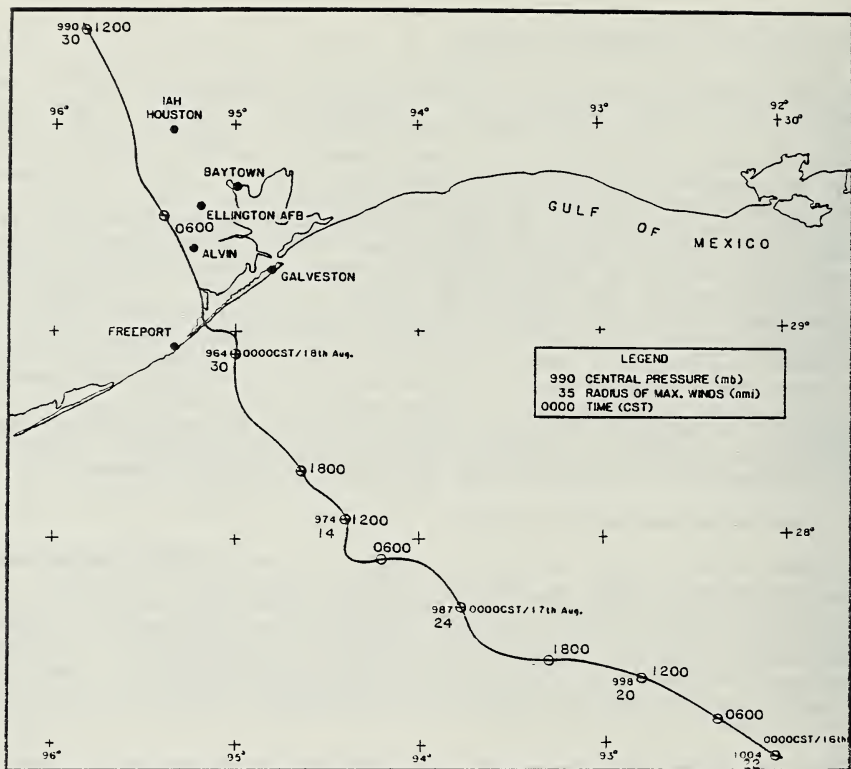 990 1200
30
IAH
HOUSTON
96° 95° 94° 93° 92°
30°
BAYTOWN
ELLINGTON AFB
0600
ALVIN
GALVESTON
GULF OF MEXICO
FREEPORT
29°
964 0000CST/18th Aug.
30
LEGEND
990 CENTRAL PRESSURE (mb)
35 RADIUS OF MAX. WINDS (nmi)
0000 TIME (CST)
1800
974 1200
14
28°
0600
987 0000CST/17th Aug.
24
1800
1200
998
20
0600
0000CST/16th
1004
96° 95° 94° 93°